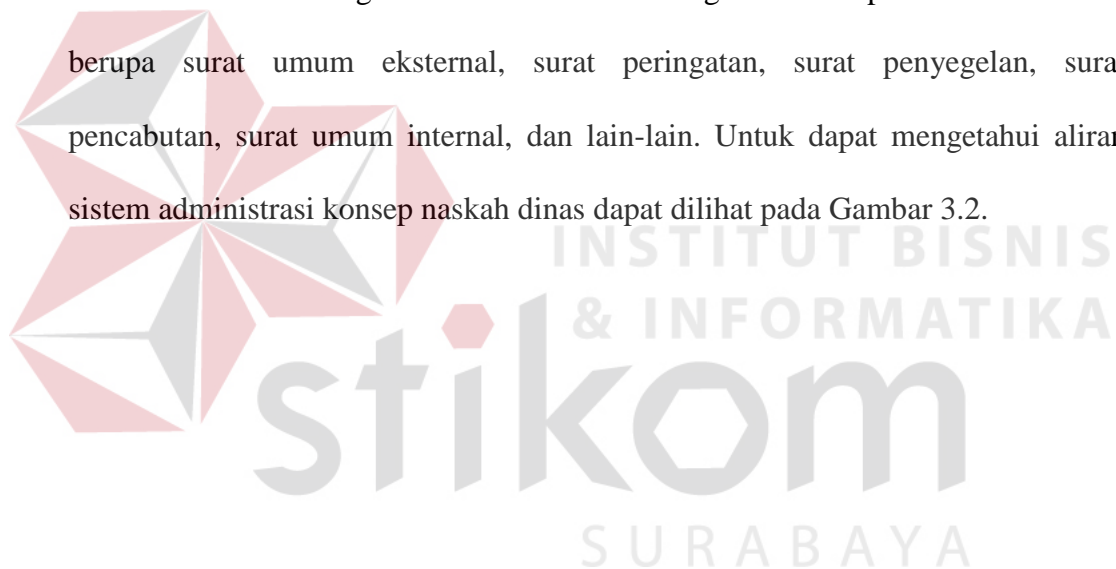 berupa surat umum eksternal, surat peringatan, surat penyegelan, sura
pencabutan, surat umum internal, dan lain-lain. Untuk dapat mengetahui alira
sistem administrasi konsep naskah dinas dapat dilihat pada Gambar 3.2.
INSTITUT BISNIS
& INFORMATIKA
stikom
SURABAYA